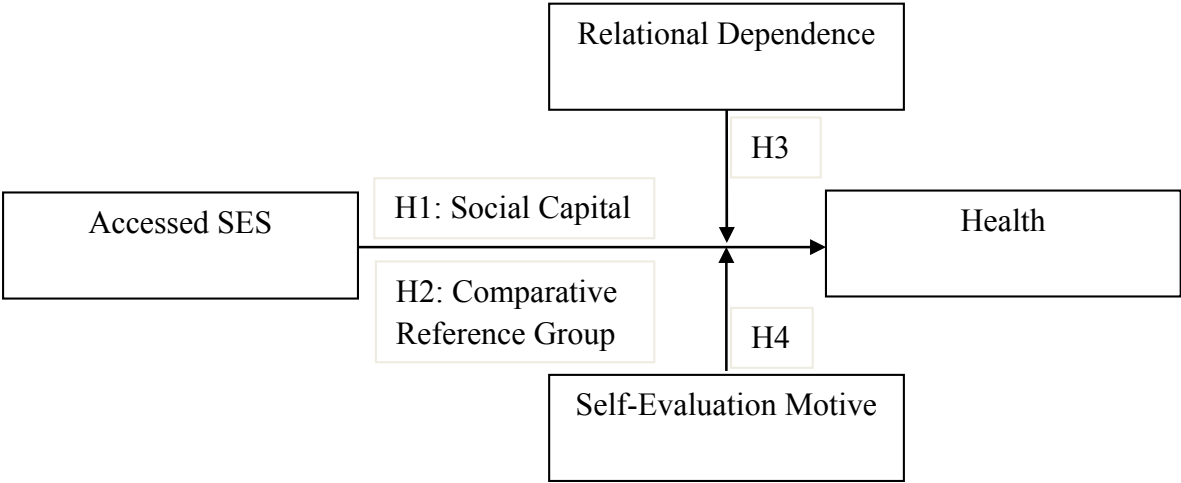 Relational Dependence
H3
H1: Social Capital
Accessed SES
Health
H2: Comparative
Reference Group
H4
Self-Evaluation Motive